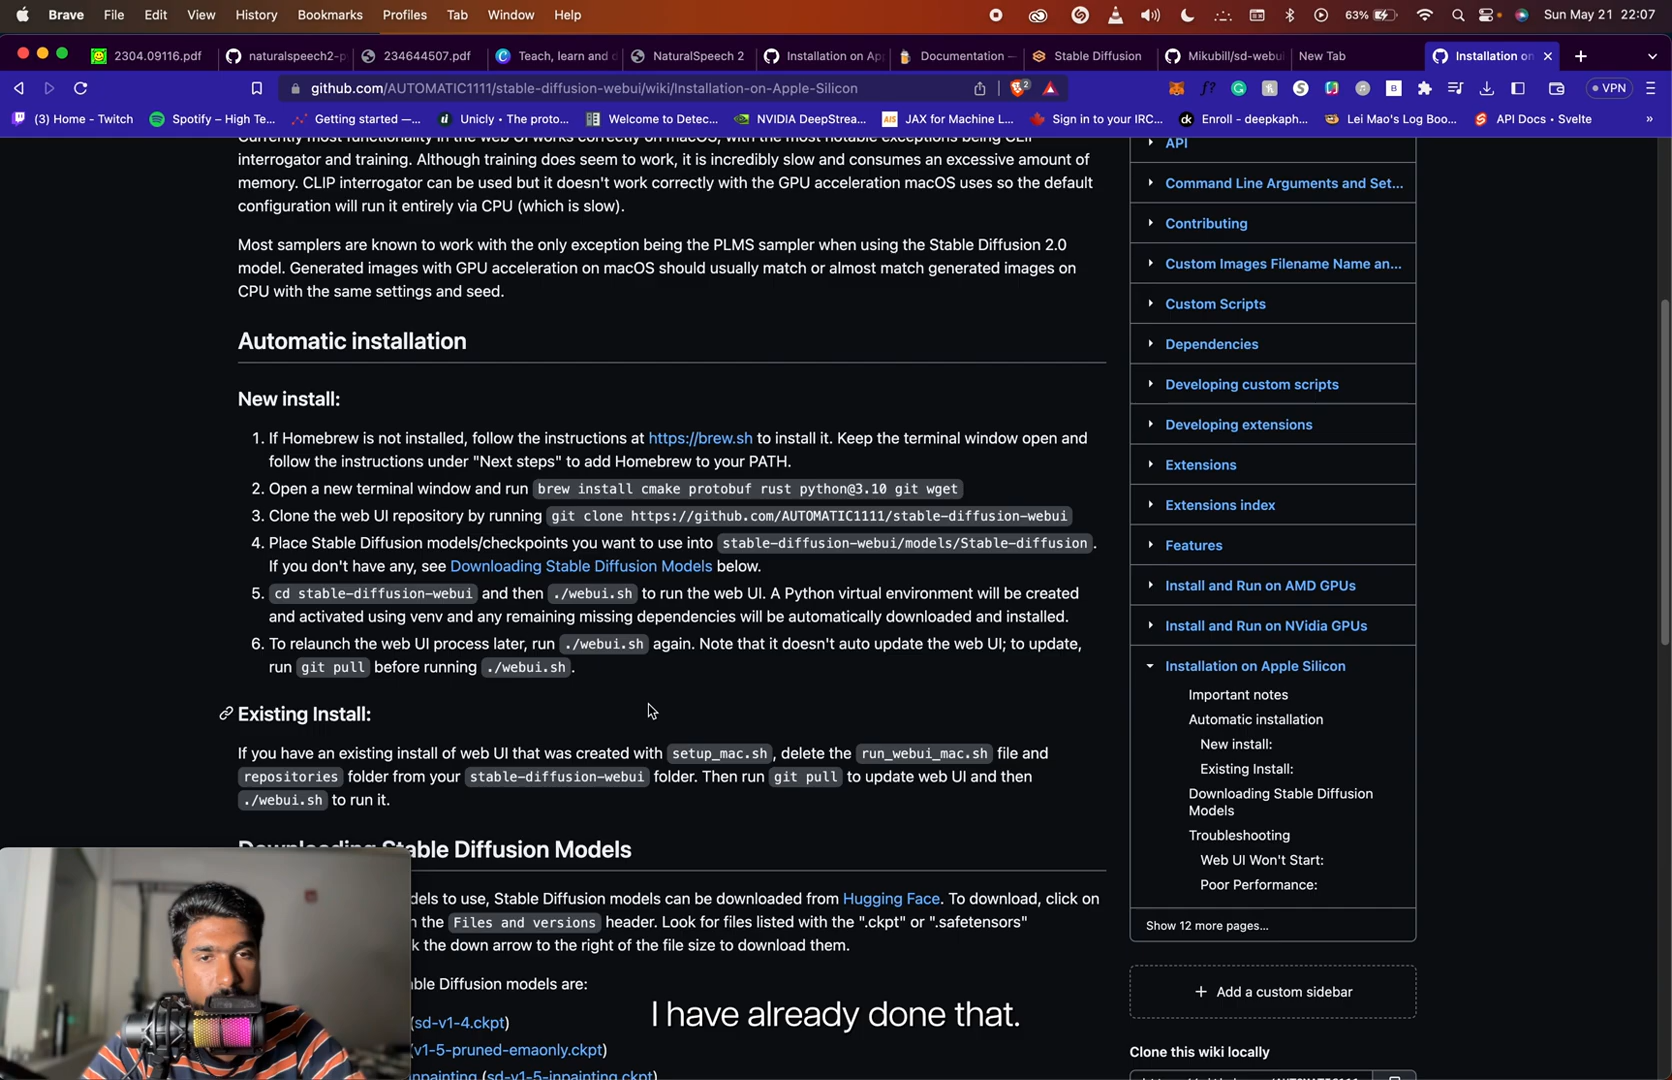 Brave File Edit View History Bookmarks Profiles Tab Window Help 63% Sun May 21 22:07
2304.09116.pdf naturalspeech2-p 234644507.pdf Teach, learn and d NaturalSpeech 2 Installation on Ap Documentation — Stable Diffusion Mikubill/sd-webui New Tab Installation on
github.com/AUTOMATIC1111/stable-diffusion-webui/wiki/Installation-on-Apple-Silicon 2 VPN
(3) Home - Twitch Spotify – High Te... Getting started —... Unicly • The proto... Welcome to Detec... NVIDIA DeepStrea... JAX for Machine L... Sign in to your IRC... Enroll - deepkaph... Lei Mao's Log Boo... API Docs • Svelte »
interrogator and training. Although training does seem to work, it is incredibly slow and consumes an excessive amount of
memory. CLIP interrogator can be used but it doesn't work correctly with the GPU acceleration macOS uses so the default
configuration will run it entirely via CPU (which is slow).
Most samplers are known to work with the only exception being the PLMS sampler when using the Stable Diffusion 2.0
model. Generated images with GPU acceleration on macOS should usually match or almost match generated images on
CPU with the same settings and seed.
Automatic installation
New install:
1. If Homebrew is not installed, follow the instructions at https://brew.sh to install it. Keep the terminal window open and
follow the instructions under "Next steps" to add Homebrew to your PATH.
2. Open a new terminal window and run brew install cmake protobuf rust python@3.10 git wget
3. Clone the web UI repository by running git clone https://github.com/AUTOMATIC1111/stable-diffusion-webui
4. Place Stable Diffusion models/checkpoints you want to use into stable-diffusion-webui/models/Stable-diffusion.
If you don't have any, see Downloading Stable Diffusion Models below.
5. cd stable-diffusion-webui and then ./webui.sh to run the web UI. A Python virtual environment will be created
and activated using venv and any remaining missing dependencies will be automatically downloaded and installed.
6. To relaunch the web UI process later, run ./webui.sh again. Note that it doesn't auto update the web UI; to update,
run git pull before running ./webui.sh.
Existing Install:
If you have an existing install of web UI that was created with setup_mac.sh, delete the run_webui_mac.sh file and
repositories folder from your stable-diffusion-webui folder. Then run git pull to update web UI and then
./webui.sh to run it.
Stable Diffusion Models
dels to use, Stable Diffusion models can be downloaded from Hugging Face. To download, click on
n the Files and versions header. Look for files listed with the ".ckpt" or ".safetensors"
k the down arrow to the right of the file size to download them.
ble Diffusion models are:
(sd-v1-4.ckpt)
(v1-5-pruned-emaonly.ckpt)
(sd-v1-5-inpainting.ckpt)
I have already done that.
API
Command Line Arguments and Set...
Contributing
Custom Images Filename Name an...
Custom Scripts
Dependencies
Developing custom scripts
Developing extensions
Extensions
Extensions index
Features
Install and Run on AMD GPUs
Install and Run on NVidia GPUs
Installation on Apple Silicon
Important notes
Automatic installation
New install:
Existing Install:
Downloading Stable Diffusion
Models
Troubleshooting
Web UI Won't Start:
Poor Performance:
Show 12 more pages...
+ Add a custom sidebar
Clone this wiki locally